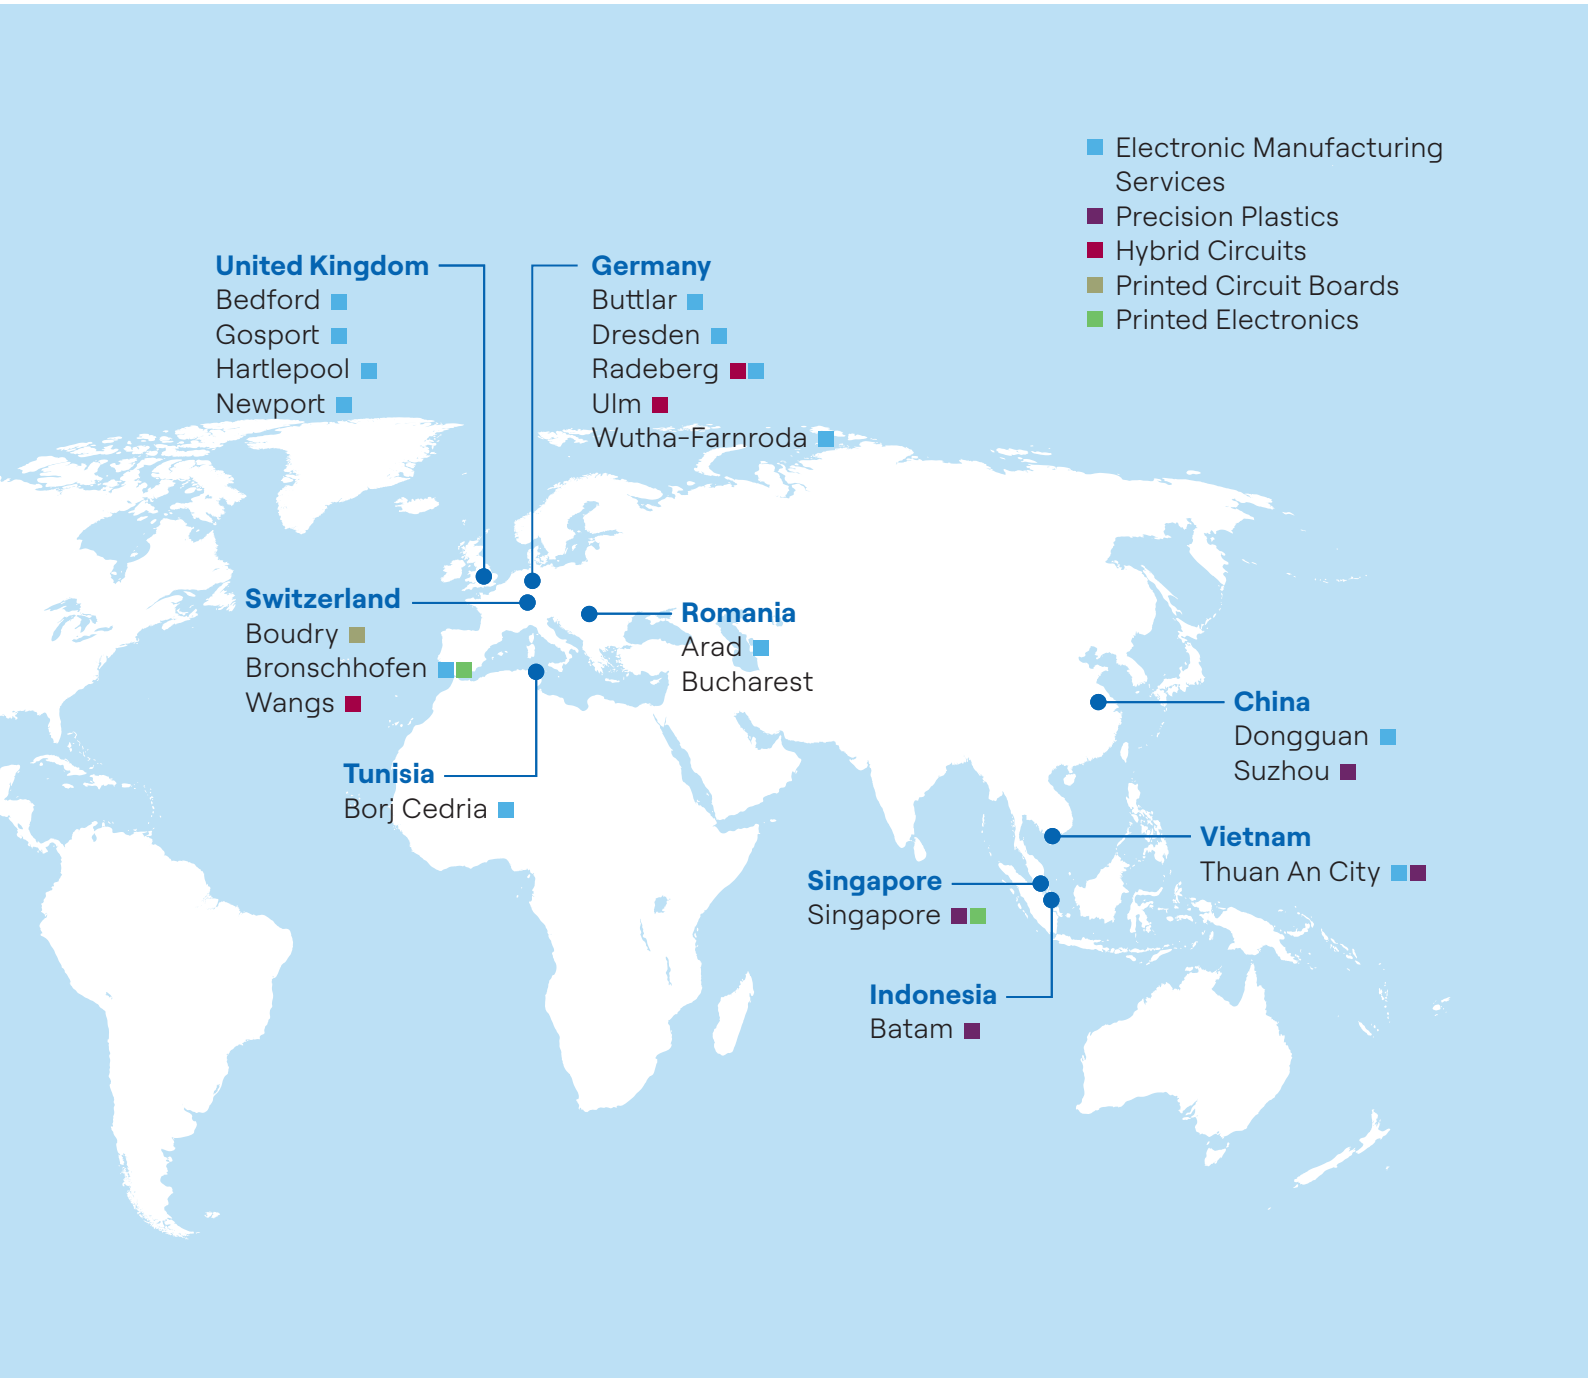 Electronic Manufacturing
Services
Precision Plastics
Hybrid Circuits
Printed Circuit Boards
Printed Electronics
United Kingdom
Bedford
Gosport
Hartlepool
Newport
Germany
Buttlar
Dresden
Radeberg
Ulm
Wutha-Farnroda
Switzerland
Boudry
Bronschhofen
Wangs
Romania
Arad
Bucharest
Tunisia
Borj Cedria
China
Dongguan
Suzhou
Vietnam
Thuan An City
Singapore
Singapore
Indonesia
Batam